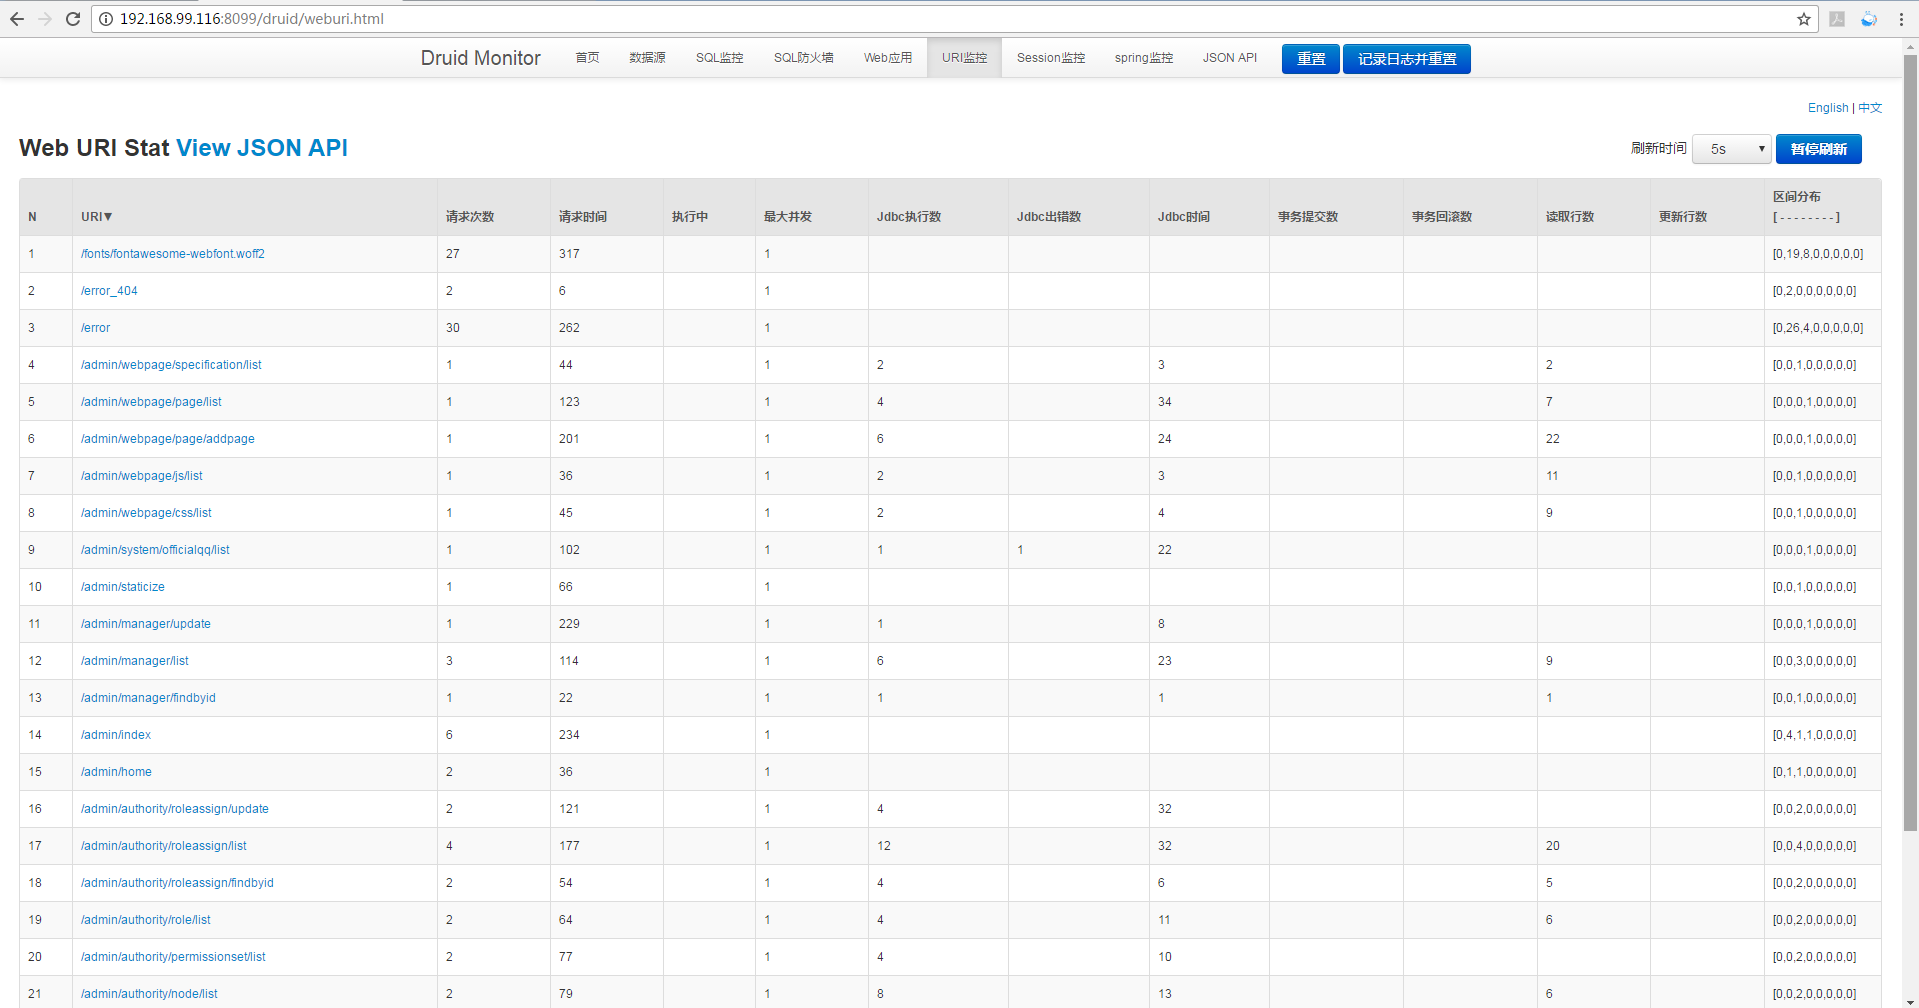 192.168.99.116:8099/druid/weburi.html
Druid Monitor 首页 数据源 SQL监控 SQL防火墙 Web应用 URI监控 Session监控 spring监控 JSON API 重置 记录日志并重置
English | 中文
Web URI Stat View JSON API 刷新时间 5s 暂停刷新
N URI▼ 请求次数 请求时间 执行中 最大并发 Jdbc执行数 Jdbc出错数 Jdbc时间 事务提交数 事务回滚数 读取行数 更新行数 区间分布
[ - - - - - - - - ]
1 /fonts/fontawesome-webfont.woff2 27 317 1 [0,19,8,0,0,0,0,0]
2 /error_404 2 6 1 [0,2,0,0,0,0,0,0]
3 /error 30 262 1 [0,26,4,0,0,0,0,0]
4 /admin/webpage/specification/list 1 44 1 2 3 2 [0,0,1,0,0,0,0,0]
5 /admin/webpage/page/list 1 123 1 4 34 7 [0,0,0,1,0,0,0,0]
6 /admin/webpage/page/addpage 1 201 1 6 24 22 [0,0,0,1,0,0,0,0]
7 /admin/webpage/js/list 1 36 1 2 3 11 [0,0,1,0,0,0,0,0]
8 /admin/webpage/css/list 1 45 1 2 4 9 [0,0,1,0,0,0,0,0]
9 /admin/system/officialqq/list 1 102 1 1 1 22 [0,0,0,1,0,0,0,0]
10 /admin/staticize 1 66 1 [0,0,1,0,0,0,0,0]
11 /admin/manager/update 1 229 1 1 8 [0,0,0,1,0,0,0,0]
12 /admin/manager/list 3 114 1 6 23 9 [0,0,3,0,0,0,0,0]
13 /admin/manager/findbyid 1 22 1 1 1 1 [0,0,1,0,0,0,0,0]
14 /admin/index 6 234 1 [0,4,1,1,0,0,0,0]
15 /admin/home 2 36 1 [0,1,1,0,0,0,0,0]
16 /admin/authority/roleassign/update 2 121 1 4 32 [0,0,2,0,0,0,0,0]
17 /admin/authority/roleassign/list 4 177 1 12 32 20 [0,0,4,0,0,0,0,0]
18 /admin/authority/roleassign/findbyid 2 54 1 4 6 5 [0,0,2,0,0,0,0,0]
19 /admin/authority/role/list 2 64 1 4 11 6 [0,0,2,0,0,0,0,0]
20 /admin/authority/permissionset/list 2 77 1 4 10 [0,0,2,0,0,0,0,0]
21 /admin/authority/node/list 2 79 1 8 13 6 [0,0,2,0,0,0,0,0]